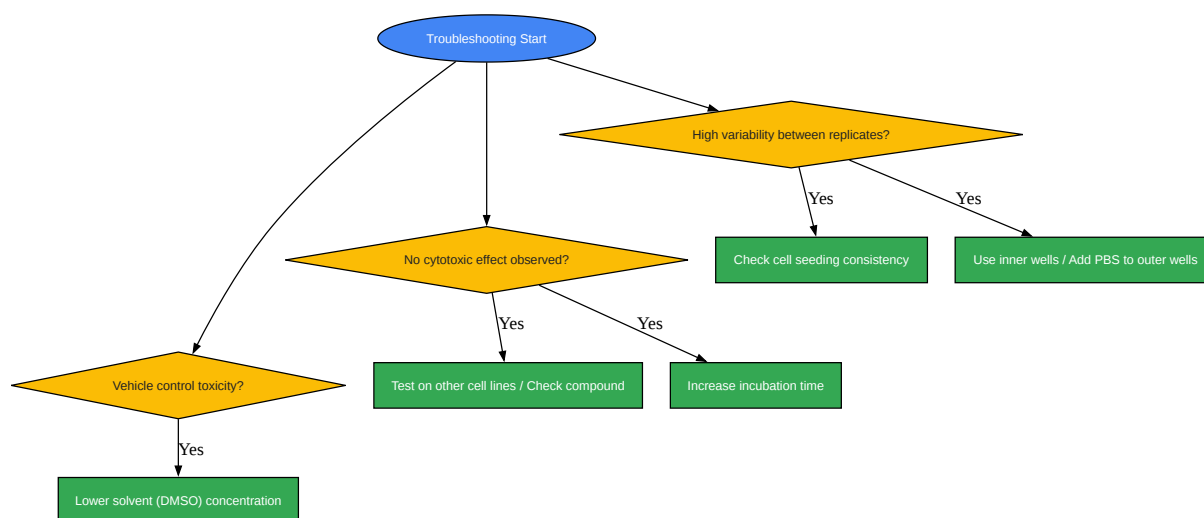 Troubleshooting Start
High variability between replicates?
Yes
Yes
Check cell seeding consistency
Use inner wells / Add PBS to outer wells
No cytotoxic effect observed?
Yes
Yes
Test on other cell lines / Check compound
Increase incubation time
Vehicle control toxicity?
Yes
Lower solvent (DMSO) concentration